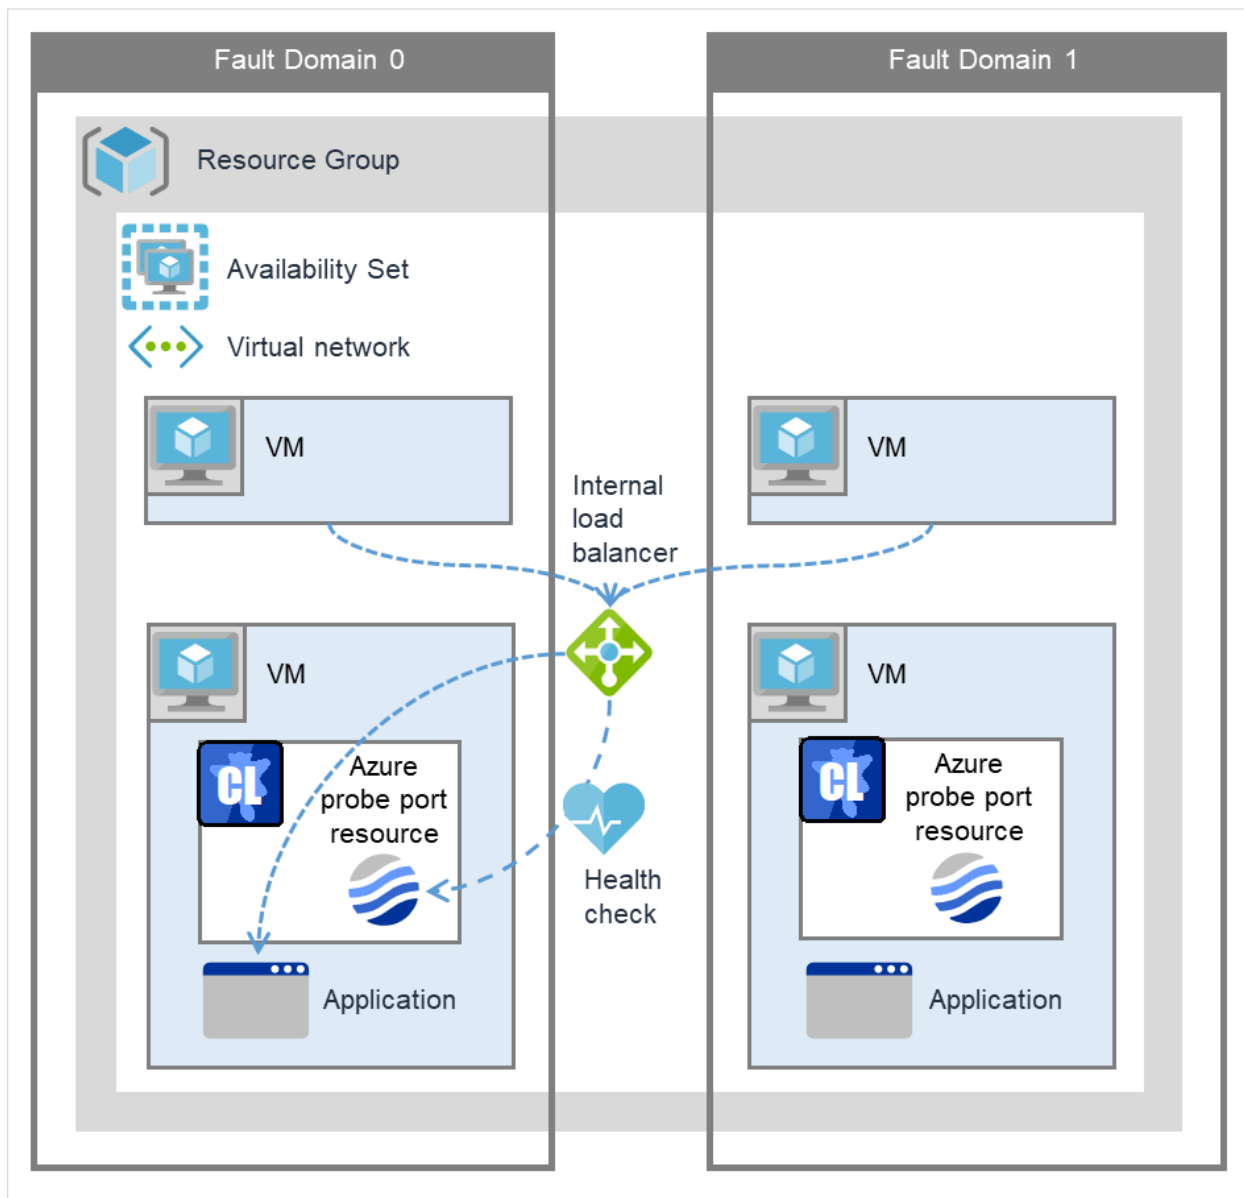 Fault Domain 0
Fault Domain 1
Resource Group
Availability Set
Virtual network
VM
VM
Internal
load
balancer
VM
VM
CL
Azure
probe port
resource
CL
Azure
probe port
resource
Health
check
Application
Application